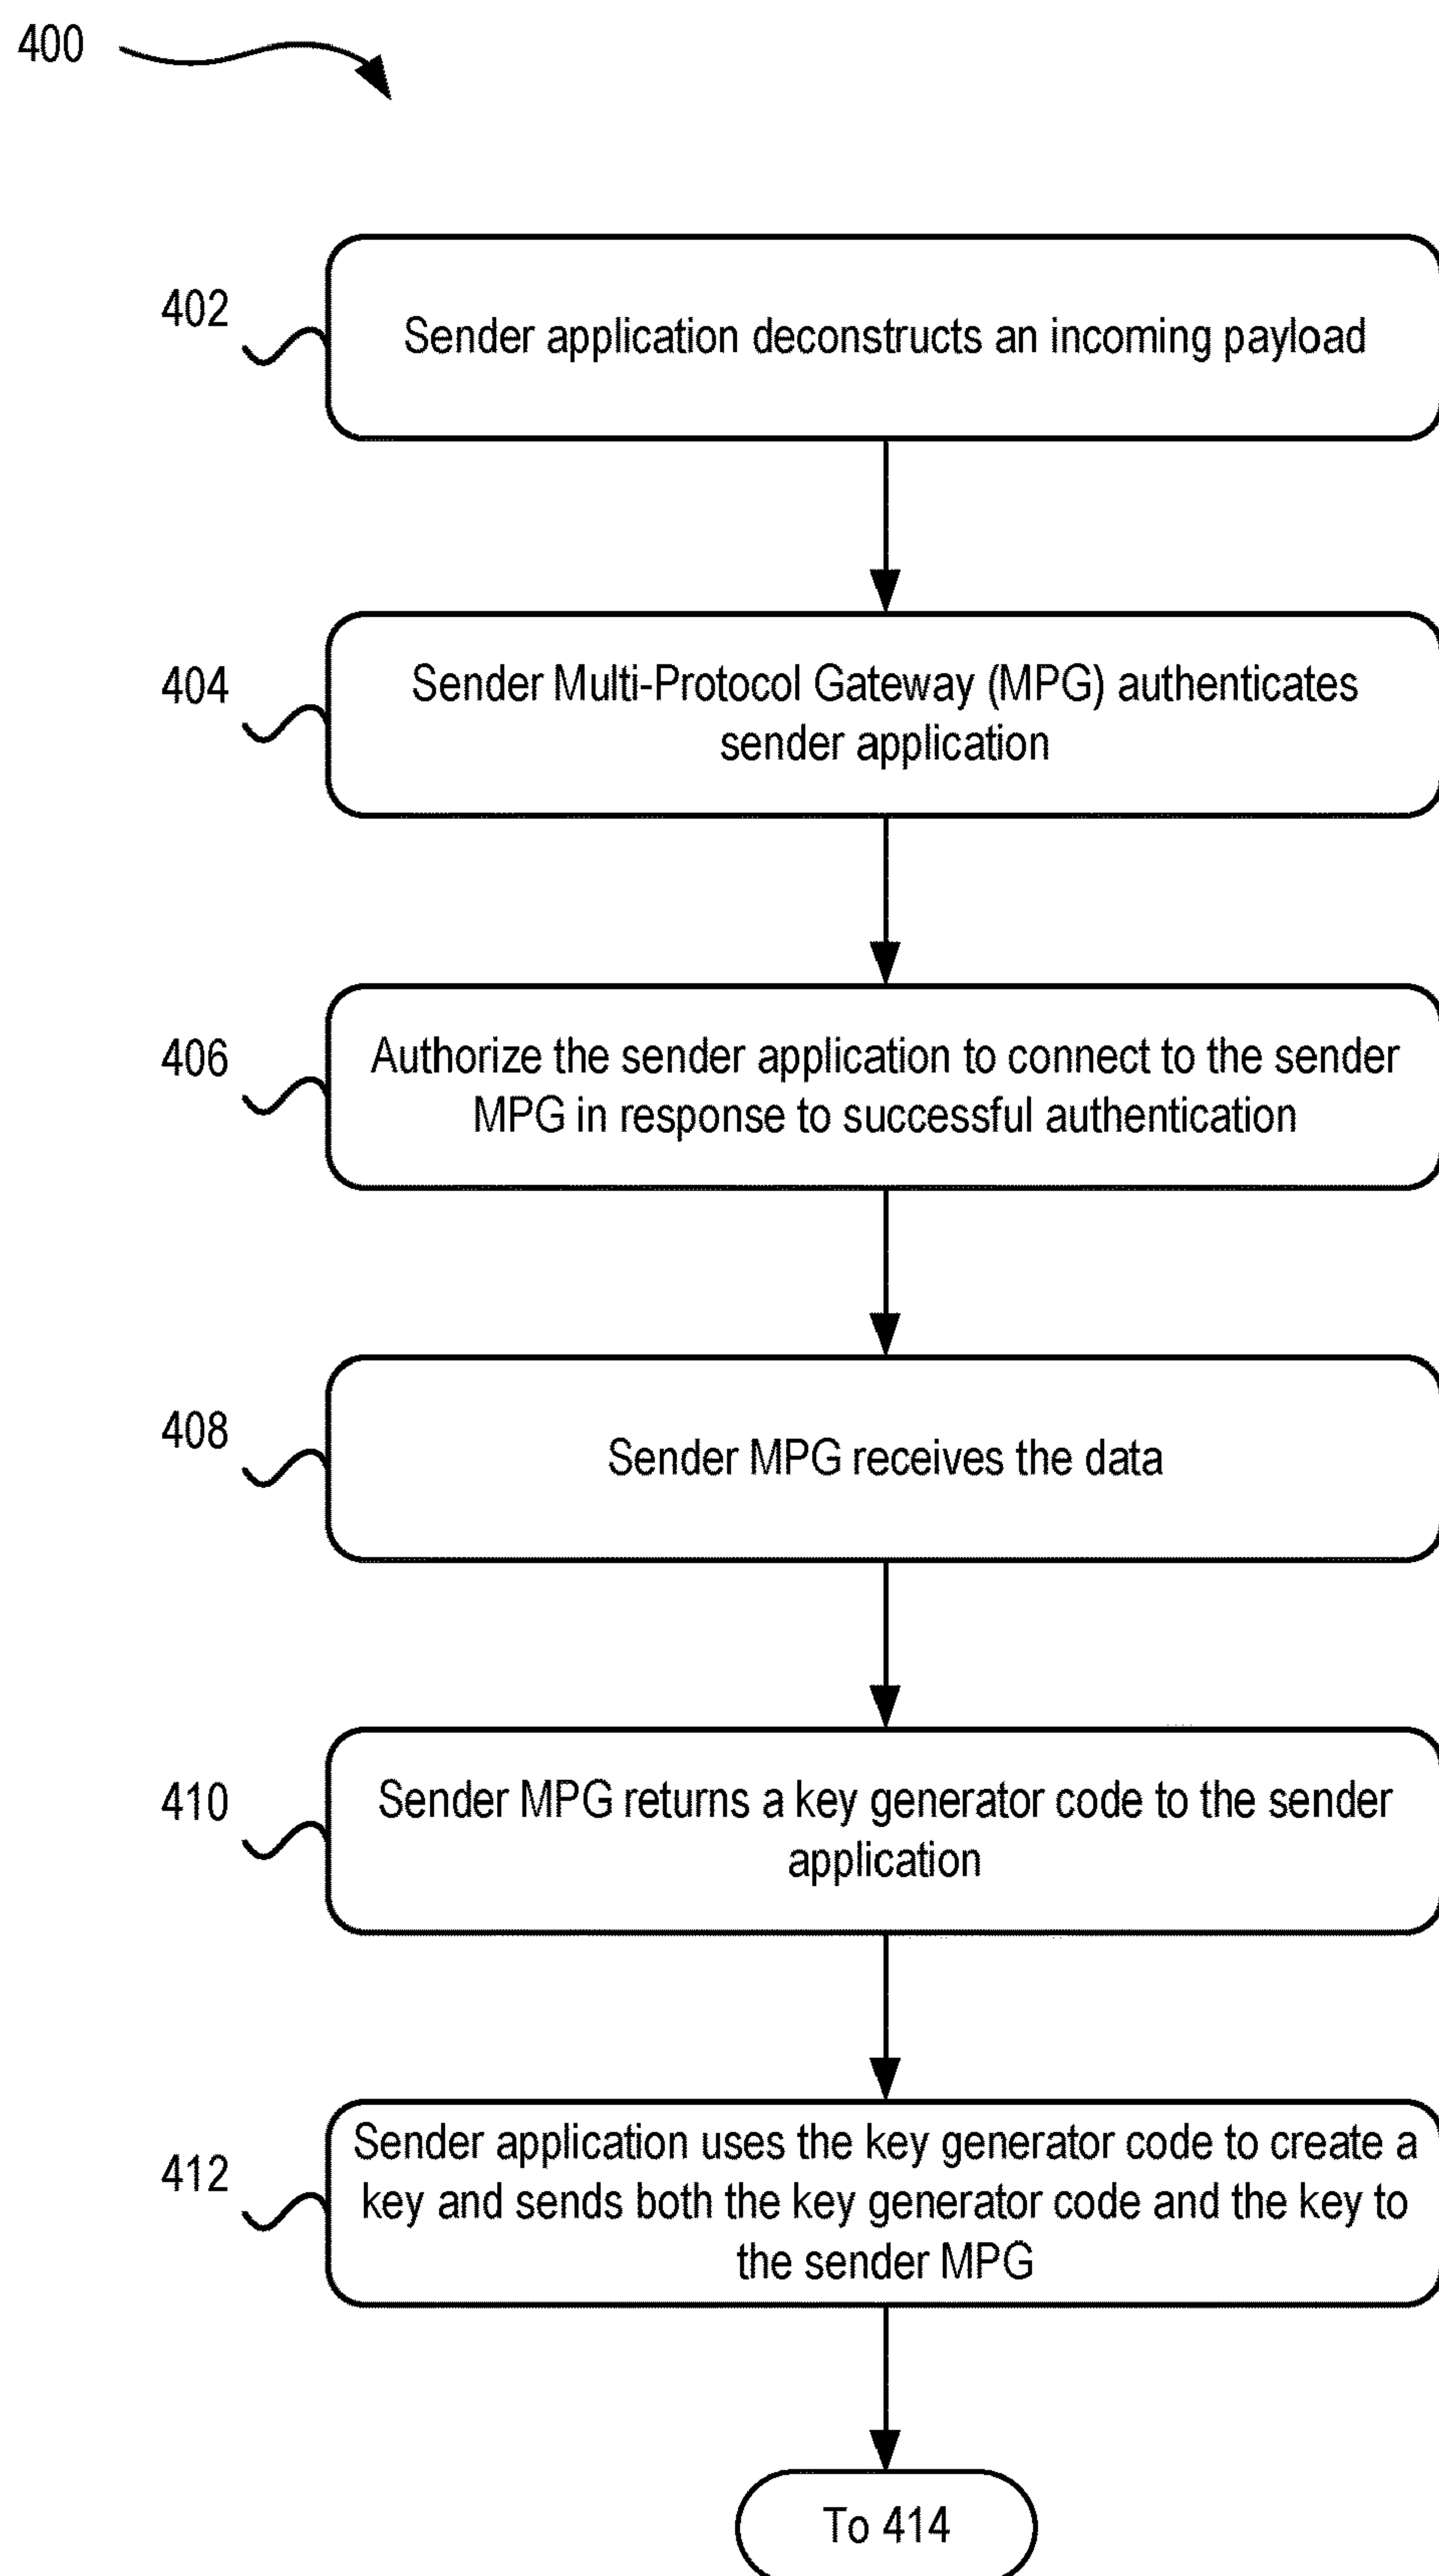 400
402
Sender application deconstructs an incoming payload
404
Sender Multi-Protocol Gateway (MPG) authenticates
sender application
406
Authorize the sender application to connect to the sender
MPG in response to successful authentication
408
Sender MPG receives the data
410
Sender MPG returns a key generator code to the sender
application
412
Sender application uses the key generator code to create a
key and sends both the key generator code and the key to
the sender MPG
To 414